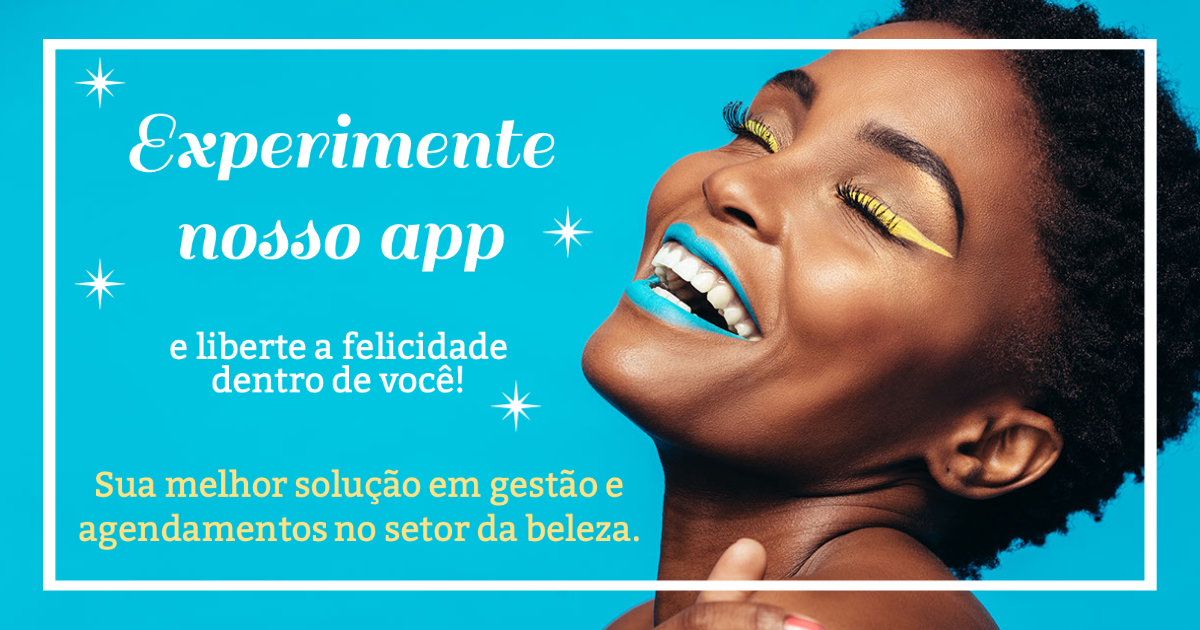 Experimente
nosso app
e liberte a felicidade
dentro de você!
Sua melhor solução em gestão e
agendamentos no setor da beleza.